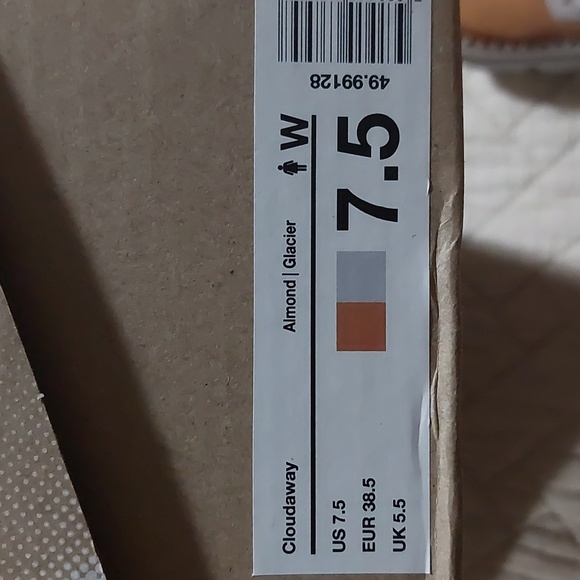 49.99128
W
7.5
Almond | Glacier
Cloudaway
US 7.5
EUR 38.5
UK 5.5